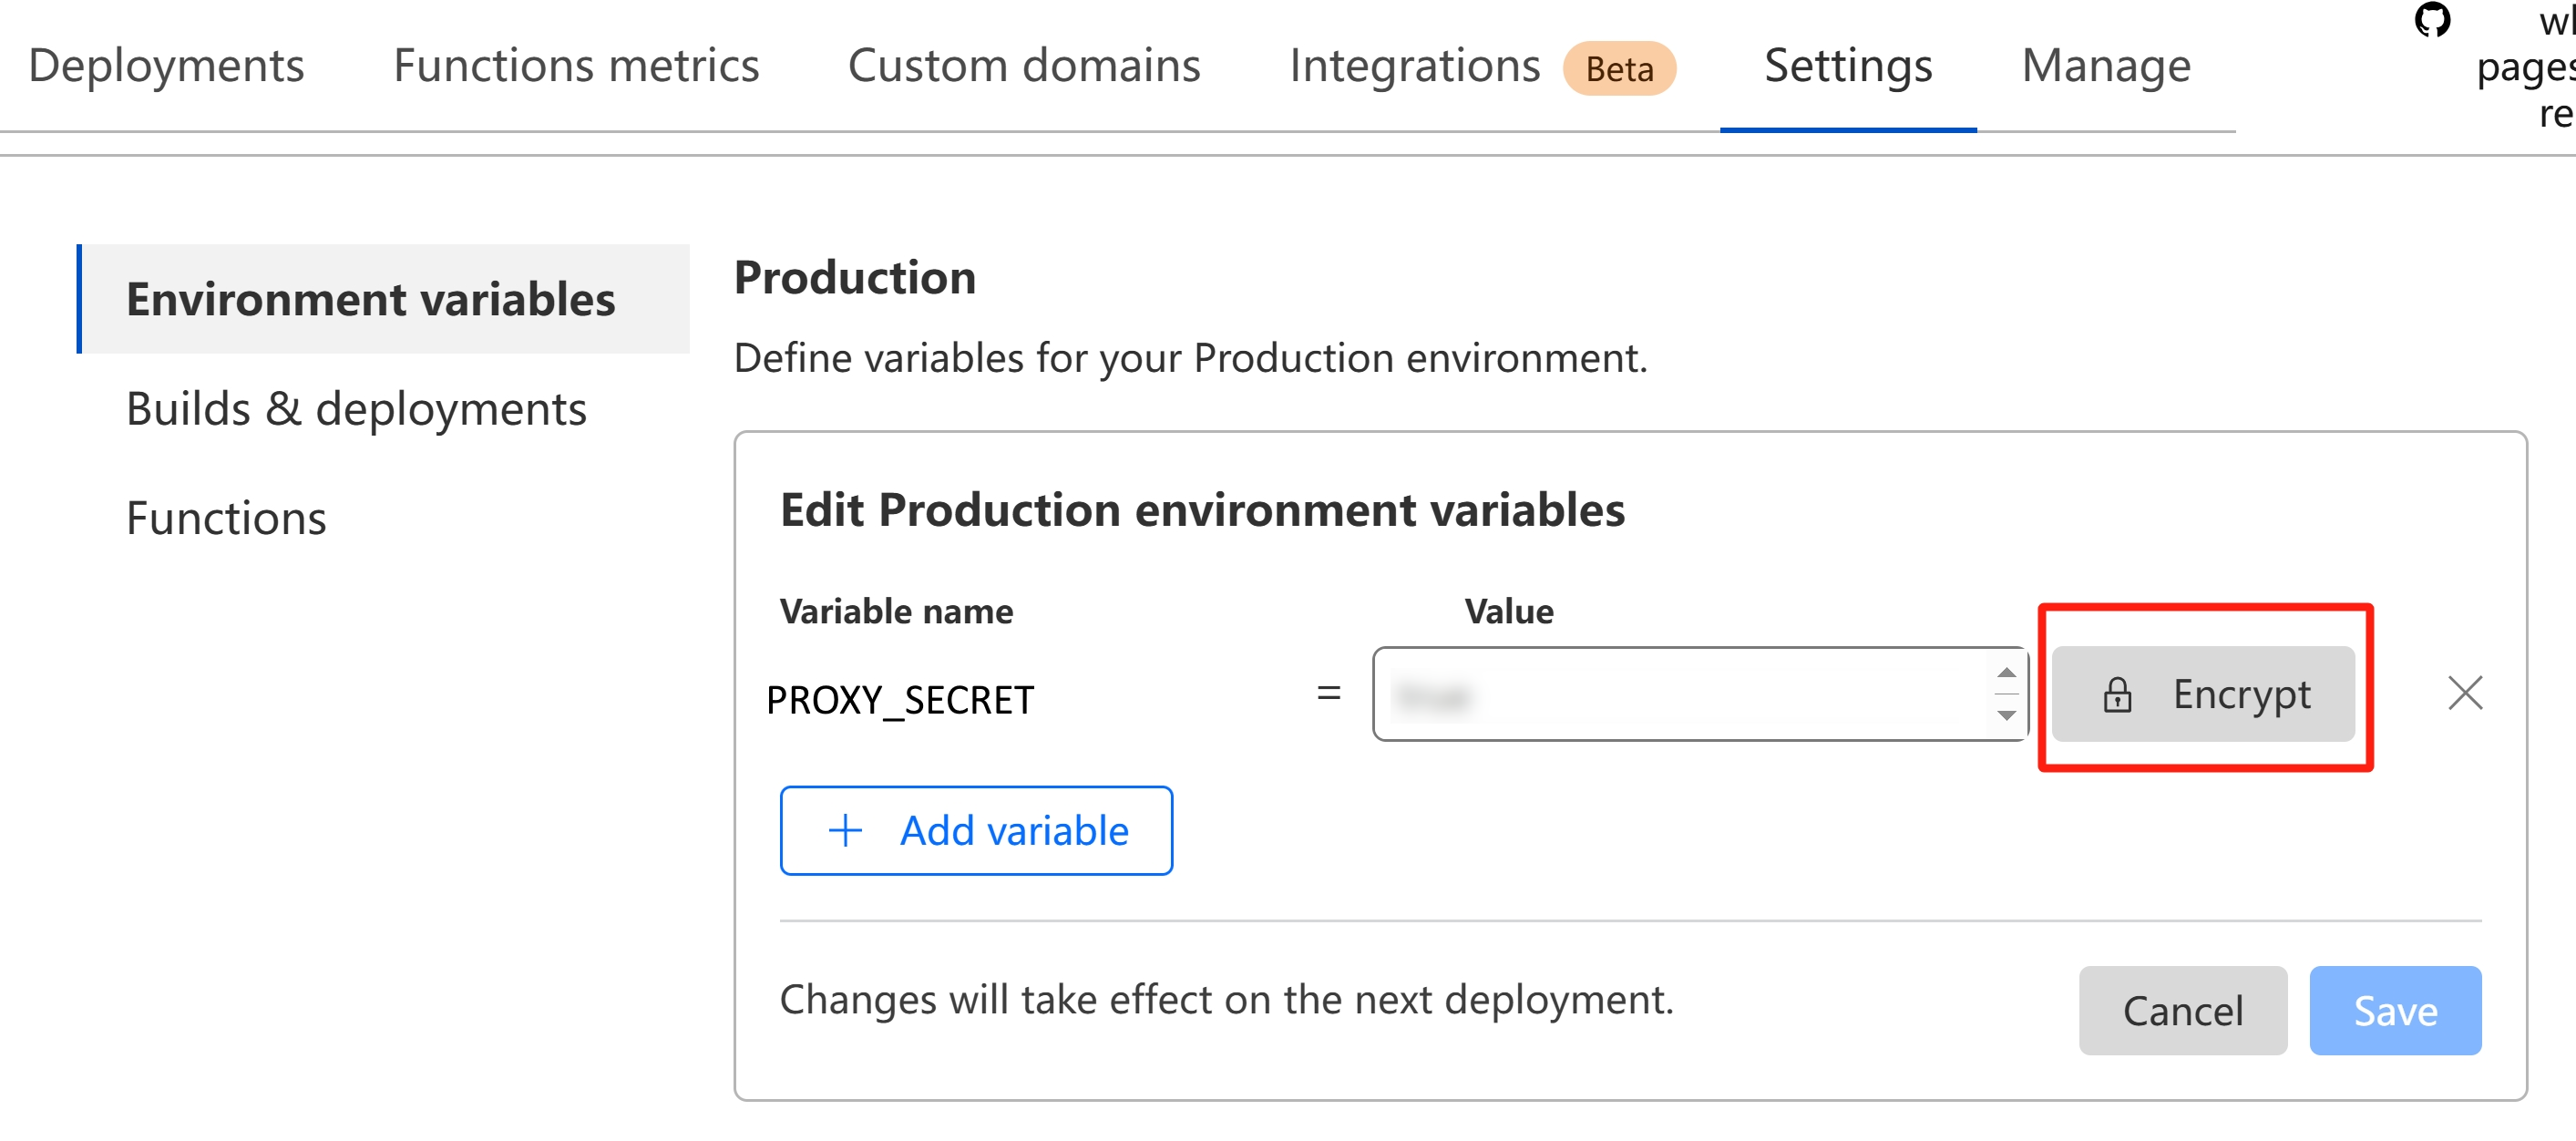 Deployments Functions metrics Custom domains Integrations Beta Settings Manage
pages
re
Environment variables
Builds & deployments
Functions
Production
Define variables for your Production environment.
Edit Production environment variables
Variable name Value
PROXY_SECRET = Encrypt
+ Add variable
Changes will take effect on the next deployment.
Cancel Save